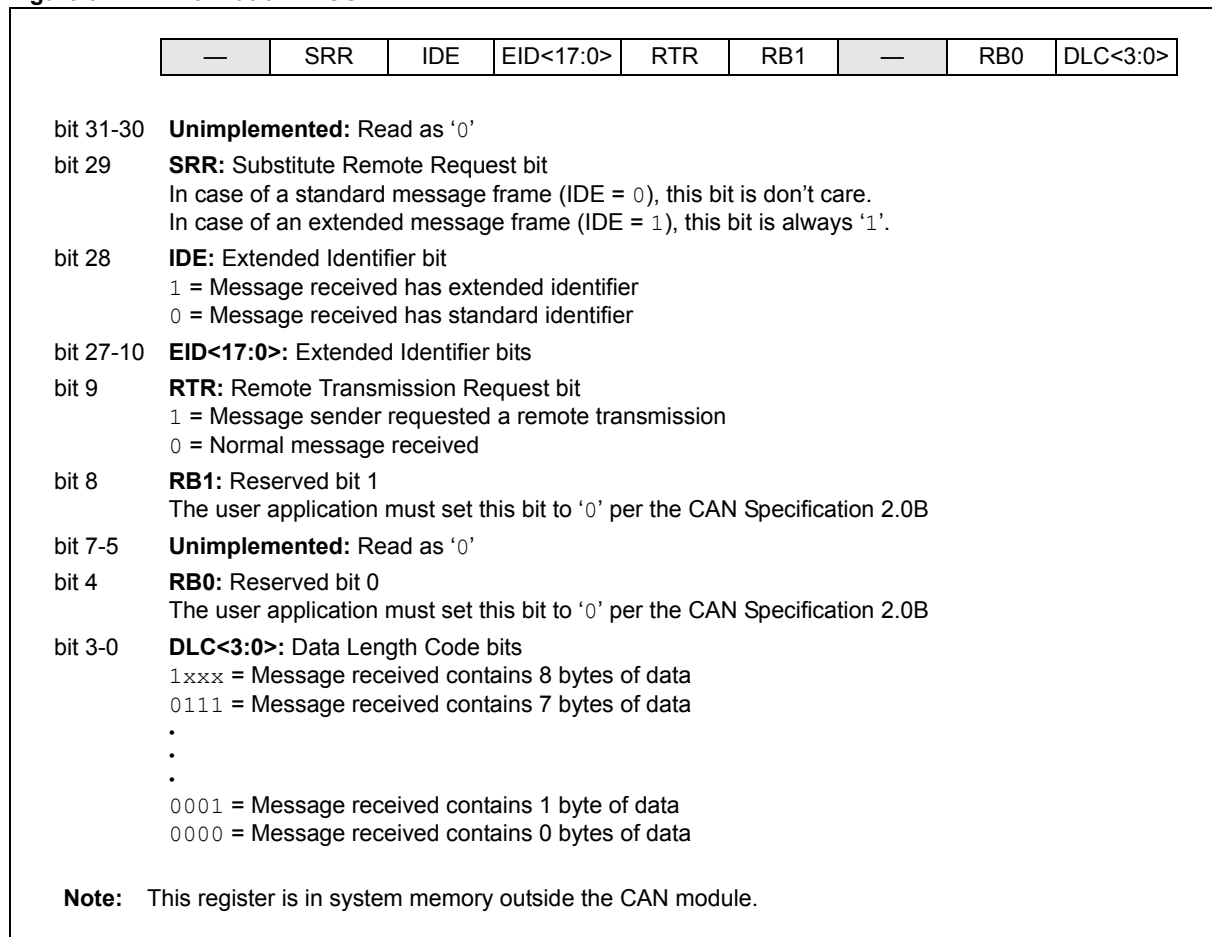 — SRR IDE EID<17:0> RTR RB1 — RB0 DLC<3:0>
bit 31-30 Unimplemented: Read as ‘0’
bit 29 SRR: Substitute Remote Request bit
In case of a standard message frame (IDE = 0), this bit is don’t care.
In case of an extended message frame (IDE = 1), this bit is always ‘1’.
bit 28 IDE: Extended Identifier bit
1 = Message received has extended identifier
0 = Message received has standard identifier
bit 27-10 EID<17:0>: Extended Identifier bits
bit 9 RTR: Remote Transmission Request bit
1 = Message sender requested a remote transmission
0 = Normal message received
bit 8 RB1: Reserved bit 1
The user application must set this bit to ‘0’ per the CAN Specification 2.0B
bit 7-5 Unimplemented: Read as ‘0’
bit 4 RB0: Reserved bit 0
The user application must set this bit to ‘0’ per the CAN Specification 2.0B
bit 3-0 DLC<3:0>: Data Length Code bits
1xxx = Message received contains 8 bytes of data
0111 = Message received contains 7 bytes of data
•
•
•
0001 = Message received contains 1 byte of data
0000 = Message received contains 0 bytes of data
Note: This register is in system memory outside the CAN module.